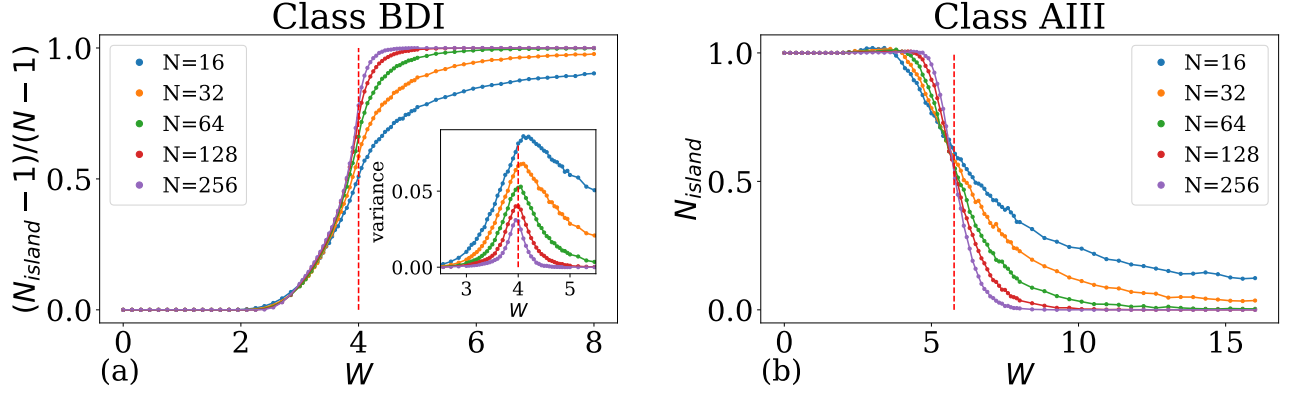 Class BDI
(N_island − 1)/(N − 1)
1.0
0.5
0.0
N=16
N=32
N=64
N=128
N=256
variance
0.05
0.00
3
4
5
W
0
2
4
6
8
(a)
W
Class AIII
N_island
1.0
0.5
0.0
N=16
N=32
N=64
N=128
N=256
0
5
10
15
(b)
W